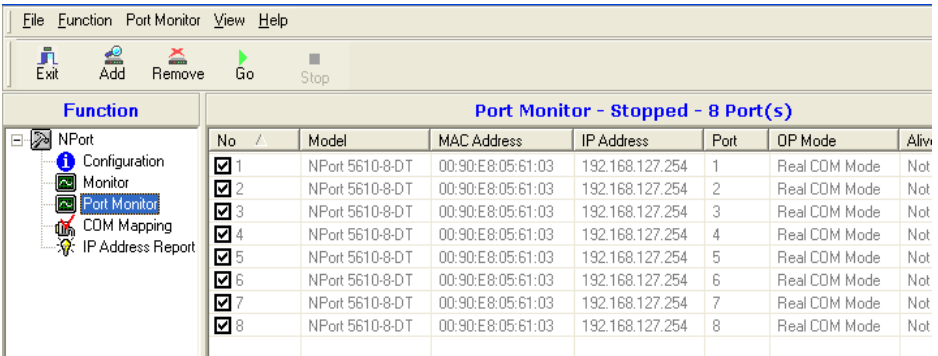 File Function Port Monitor View Help
Exit Add Remove Go Stop
Function
Port Monitor - Stopped - 8 Port(s)
NPort
Configuration
Monitor
Port Monitor
COM Mapping
IP Address Report
No Model MAC Address IP Address Port OP Mode Alive
1 NPort 5610-8-DT 00:90:E8:05:61:03 192.168.127.254 1 Real COM Mode Not
2 NPort 5610-8-DT 00:90:E8:05:61:03 192.168.127.254 2 Real COM Mode Not
3 NPort 5610-8-DT 00:90:E8:05:61:03 192.168.127.254 3 Real COM Mode Not
4 NPort 5610-8-DT 00:90:E8:05:61:03 192.168.127.254 4 Real COM Mode Not
5 NPort 5610-8-DT 00:90:E8:05:61:03 192.168.127.254 5 Real COM Mode Not
6 NPort 5610-8-DT 00:90:E8:05:61:03 192.168.127.254 6 Real COM Mode Not
7 NPort 5610-8-DT 00:90:E8:05:61:03 192.168.127.254 7 Real COM Mode Not
8 NPort 5610-8-DT 00:90:E8:05:61:03 192.168.127.254 8 Real COM Mode Not